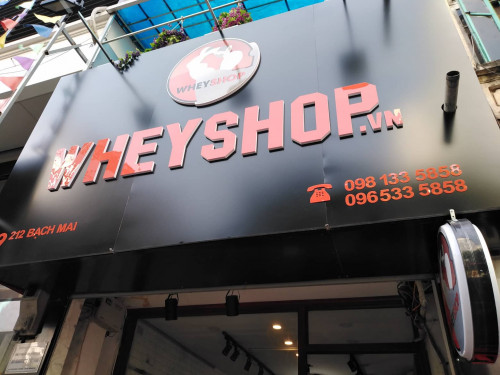 WHEYSHOP
WHEYSHOP.VN
098 133 5858
096 533 5858
212 BẠCH MAI